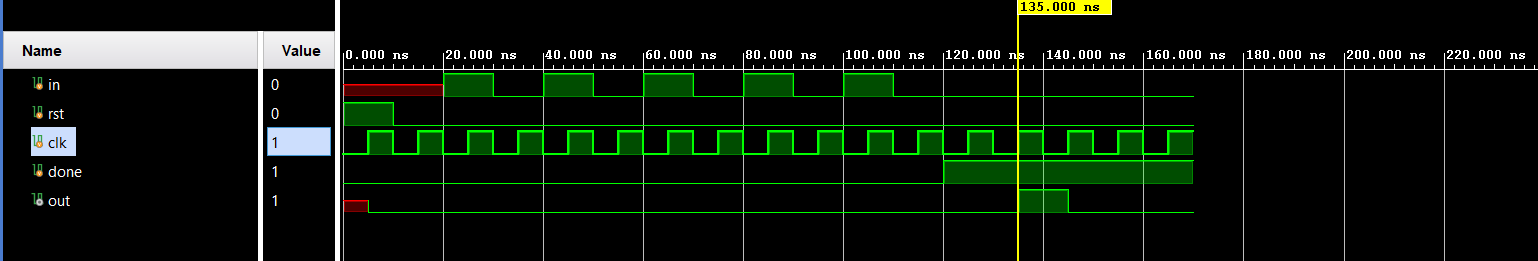 135.000 ns
Name Value
0.000 ns 20.000 ns 40.000 ns 60.000 ns 80.000 ns 100.000 ns 120.000 ns 140.000 ns 160.000 ns 180.000 ns 200.000 ns 220.000 ns
in 0
rst 0
clk 1
done 1
out 1